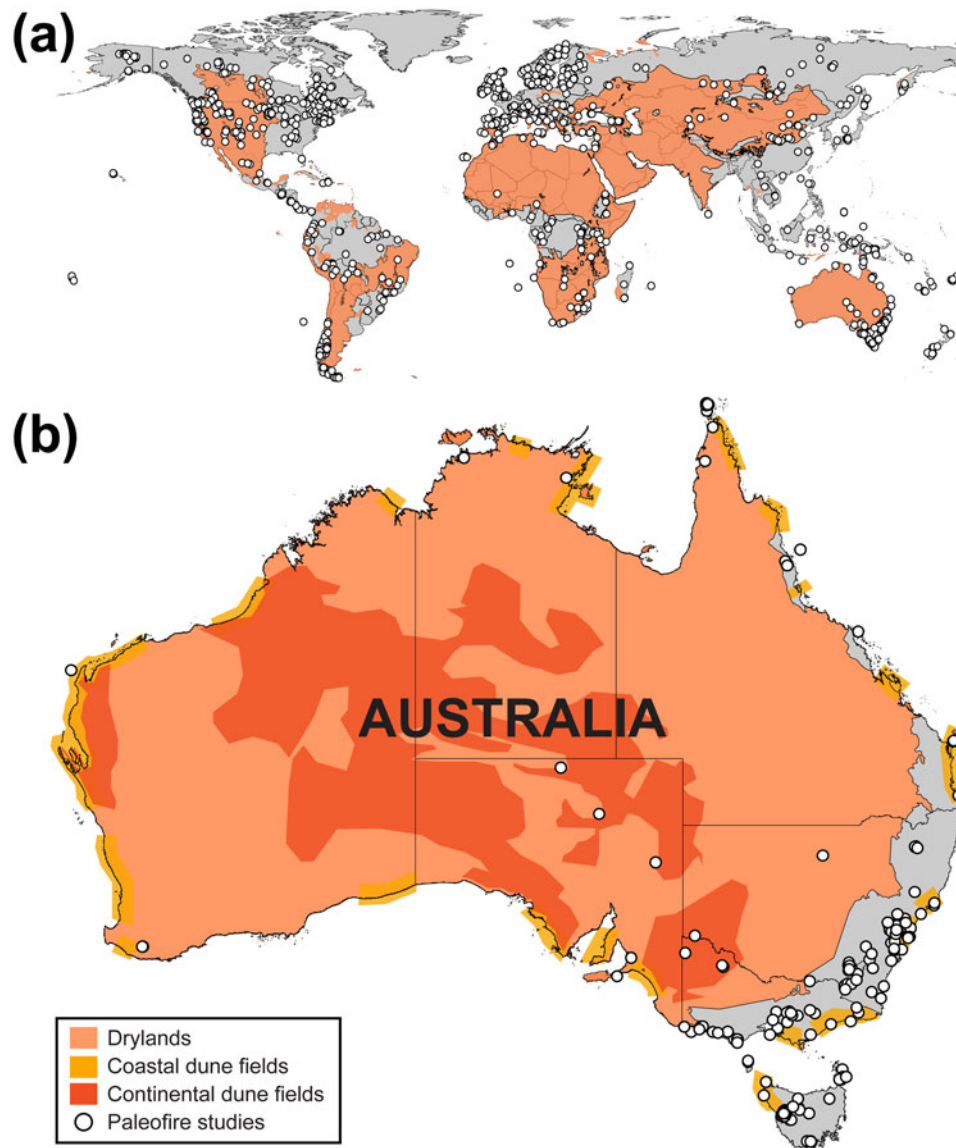 (a)
(b)
AUSTRALIA
Drylands
Coastal dune fields
Continental dune fields
Paleofire studies